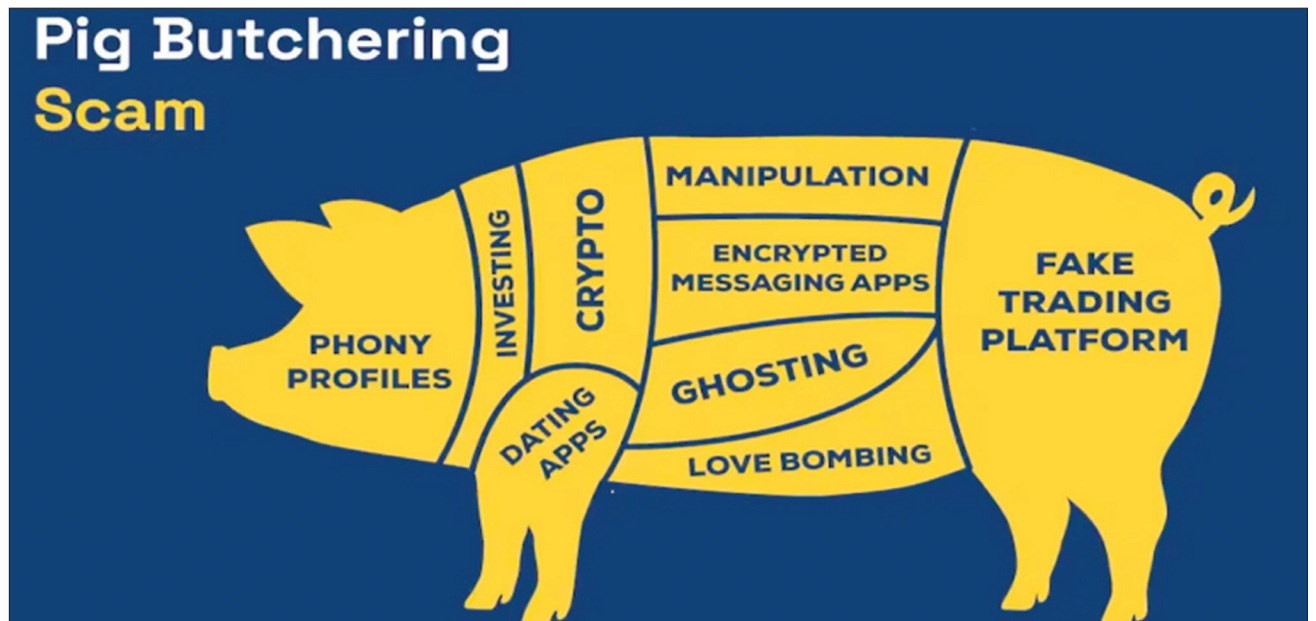 Pig Butchering
Scam
PHONY
PROFILES
INVESTING
CRYPTO
DATING
APPS
MANIPULATION
ENCRYPTED
MESSAGING APPS
GHOSTING
LOVE BOMBING
FAKE
TRADING
PLATFORM